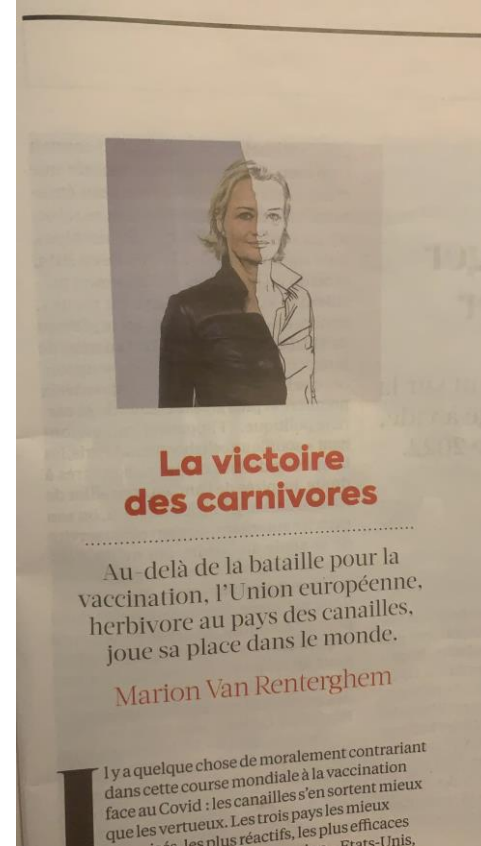 La victoire
des carnivores
Au-delà de la bataille pour la
vaccination, l'Union européenne,
herbivore au pays des canailles,
joue sa place dans le monde.
Marion Van Renterghem
Il y a quelque chose de moralement contrariant
dans cette course mondiale à la vaccination
face au Covid : les canailles s'en sortent mieux
que les vertueux. Les trois pays les mieux
les plus réactifs, les plus efficaces
Etats-Unis,